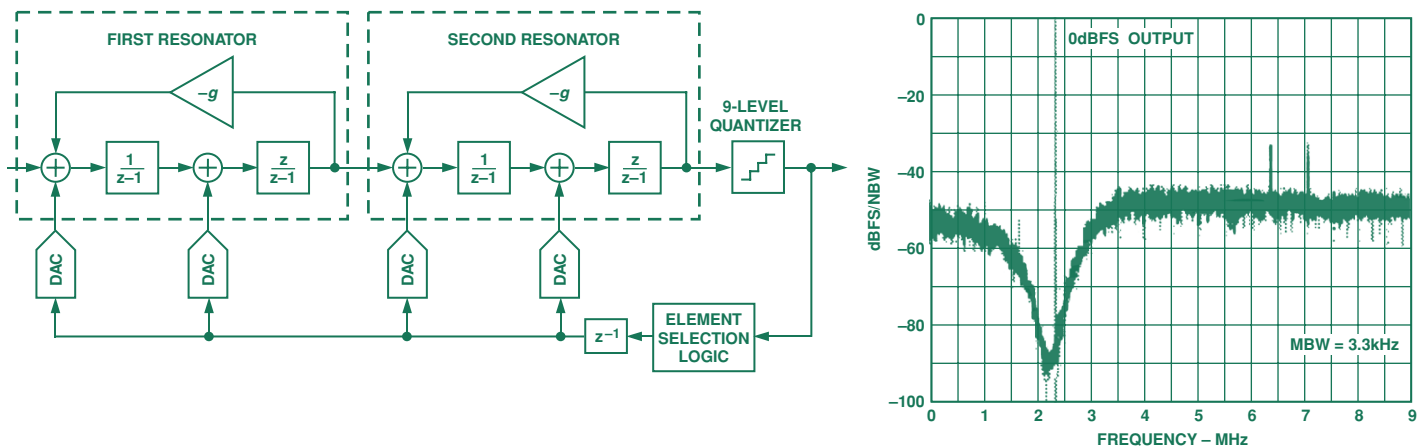 FIRST RESONATOR
SECOND RESONATOR
–g
–g
9-LEVEL
QUANTIZER
1
z–1
z
z–1
1
z–1
z
z–1
DAC
DAC
DAC
DAC
z–1
ELEMENT
SELECTION
LOGIC
0dBFS OUTPUT
0
–20
–40
–60
–80
–100
dBFS/NBW
MBW = 3.3kHz
0 1 2 3 4 5 6 7 8 9
FREQUENCY – MHz